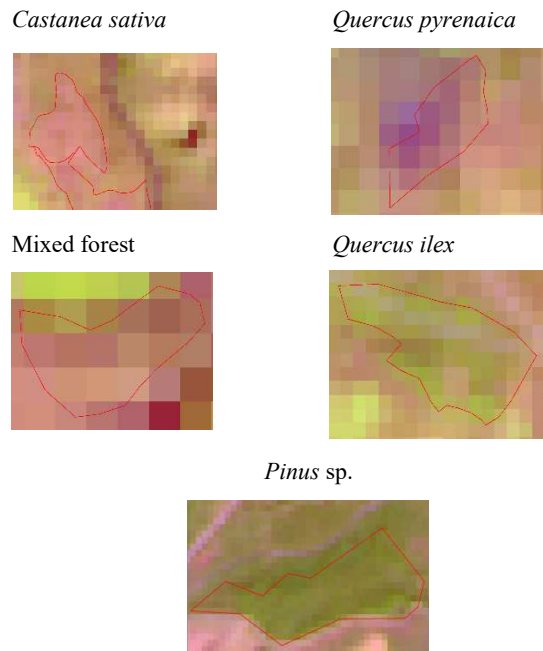 Castanea sativa
Quercus pyrenaica
Mixed forest
Quercus ilex
Pinus sp.